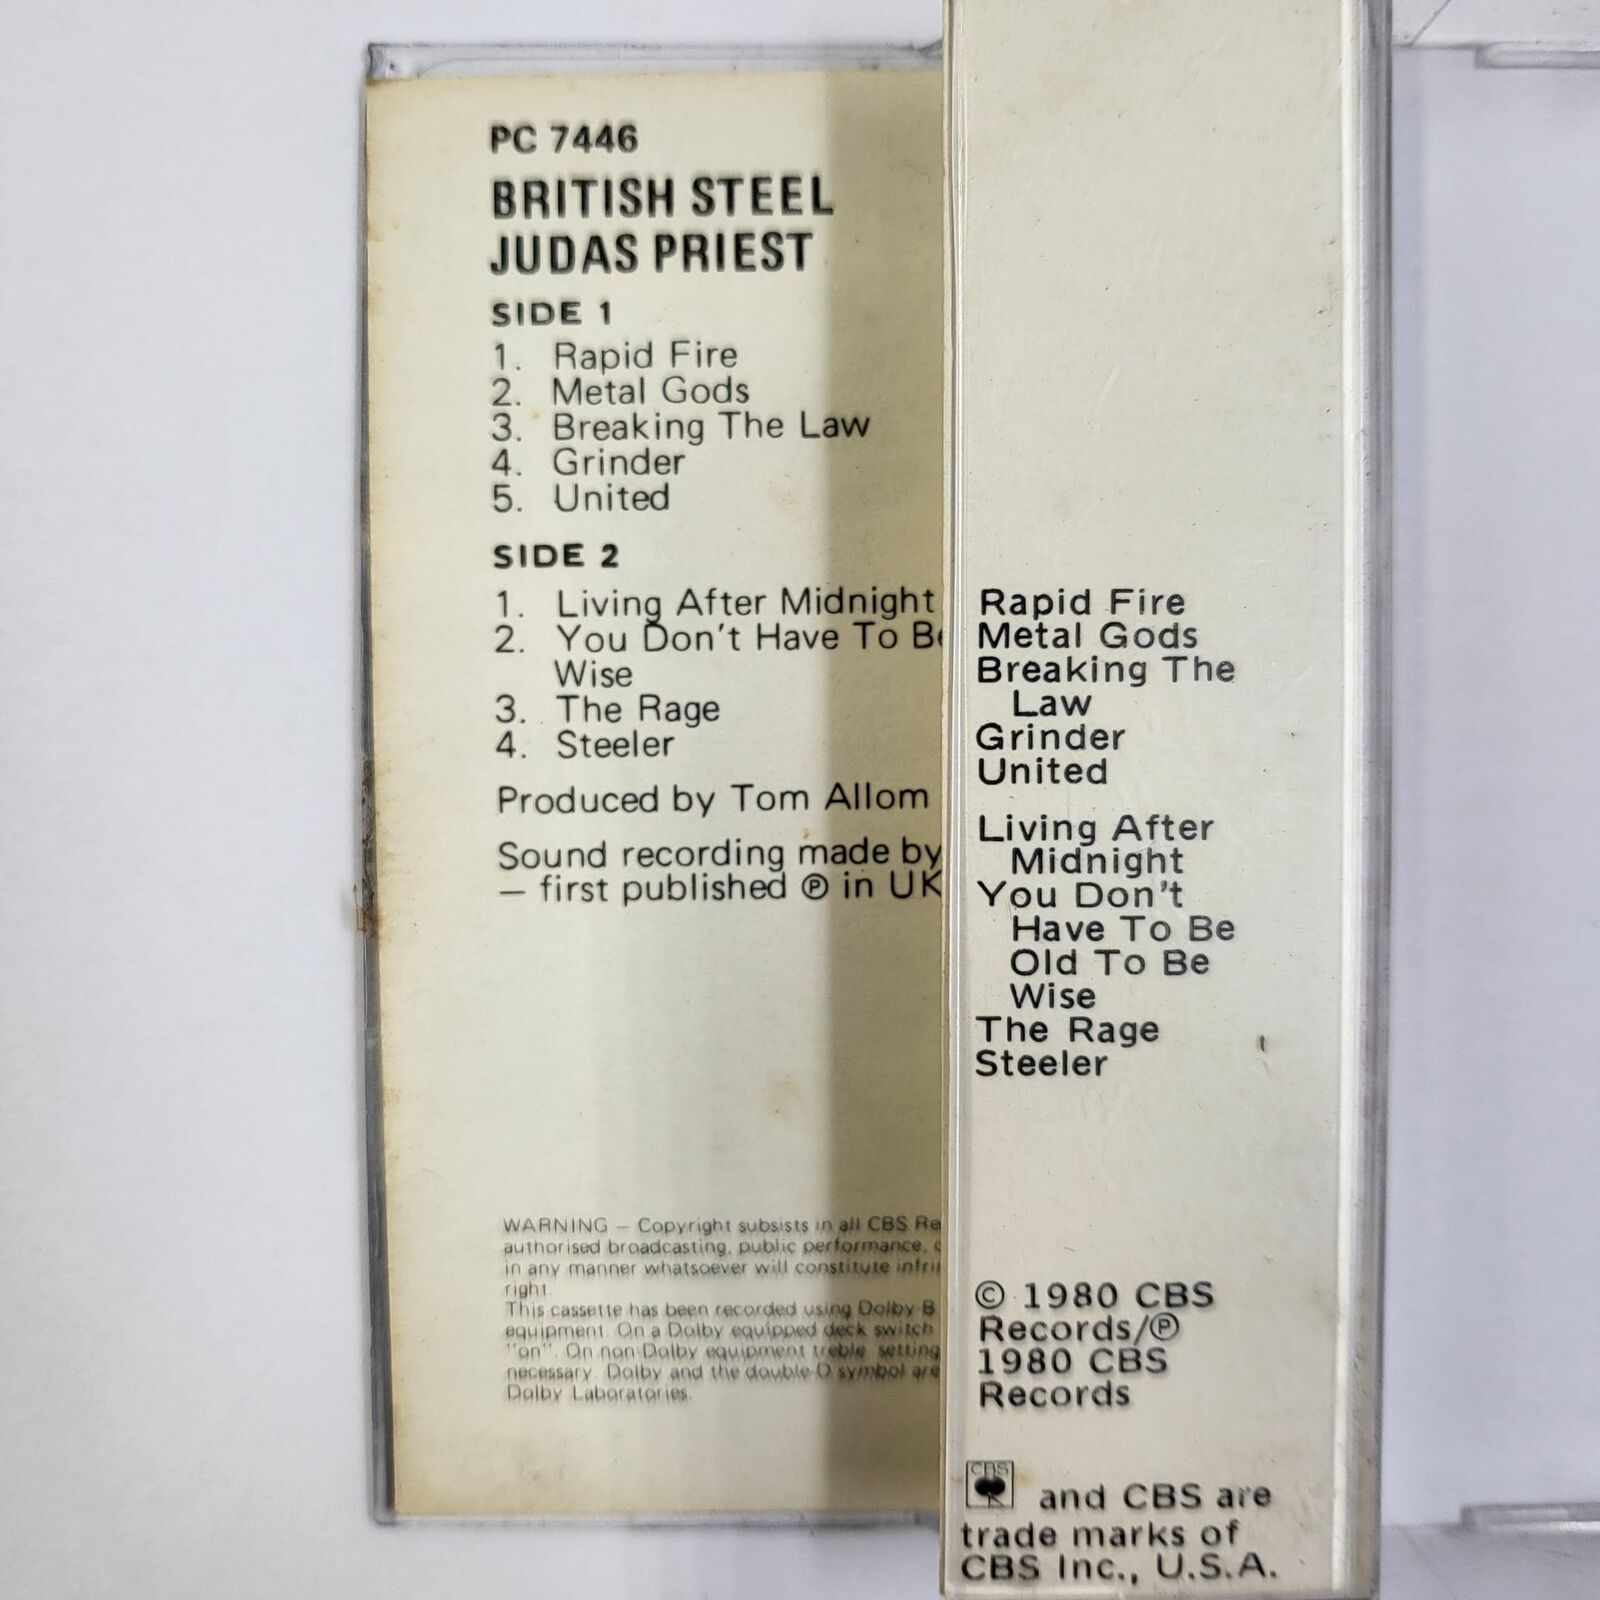 PC 7446
BRITISH STEEL
JUDAS PRIEST
SIDE 1
1. Rapid Fire
2. Metal Gods
3. Breaking The Law
4. Grinder
5. United
SIDE 2
1. Living After Midnight
2. You Don't Have To Be
Wise
3. The Rage
4. Steeler
Produced by Tom Allom
Sound recording made by
– first published ℗ in UK
WARNING – Copyright subsists in all CBS Re
authorised broadcasting, public performance,
in any manner whatsoever will constitute infri
right.
This cassette has been recorded using Dolby B
equipment. On a Dolby equipped deck switch
"on". On non-Dolby equipment treble setting
necessary. Dolby and the double-D symbol are
Dolby Laboratories.
Rapid Fire
Metal Gods
Breaking The
Law
Grinder
United
Living After
Midnight
You Don't
Have To Be
Old To Be
Wise
The Rage
Steeler
© 1980 CBS
Records/℗
1980 CBS
Records
CBS
and CBS are
trade marks of
CBS Inc., U.S.A.